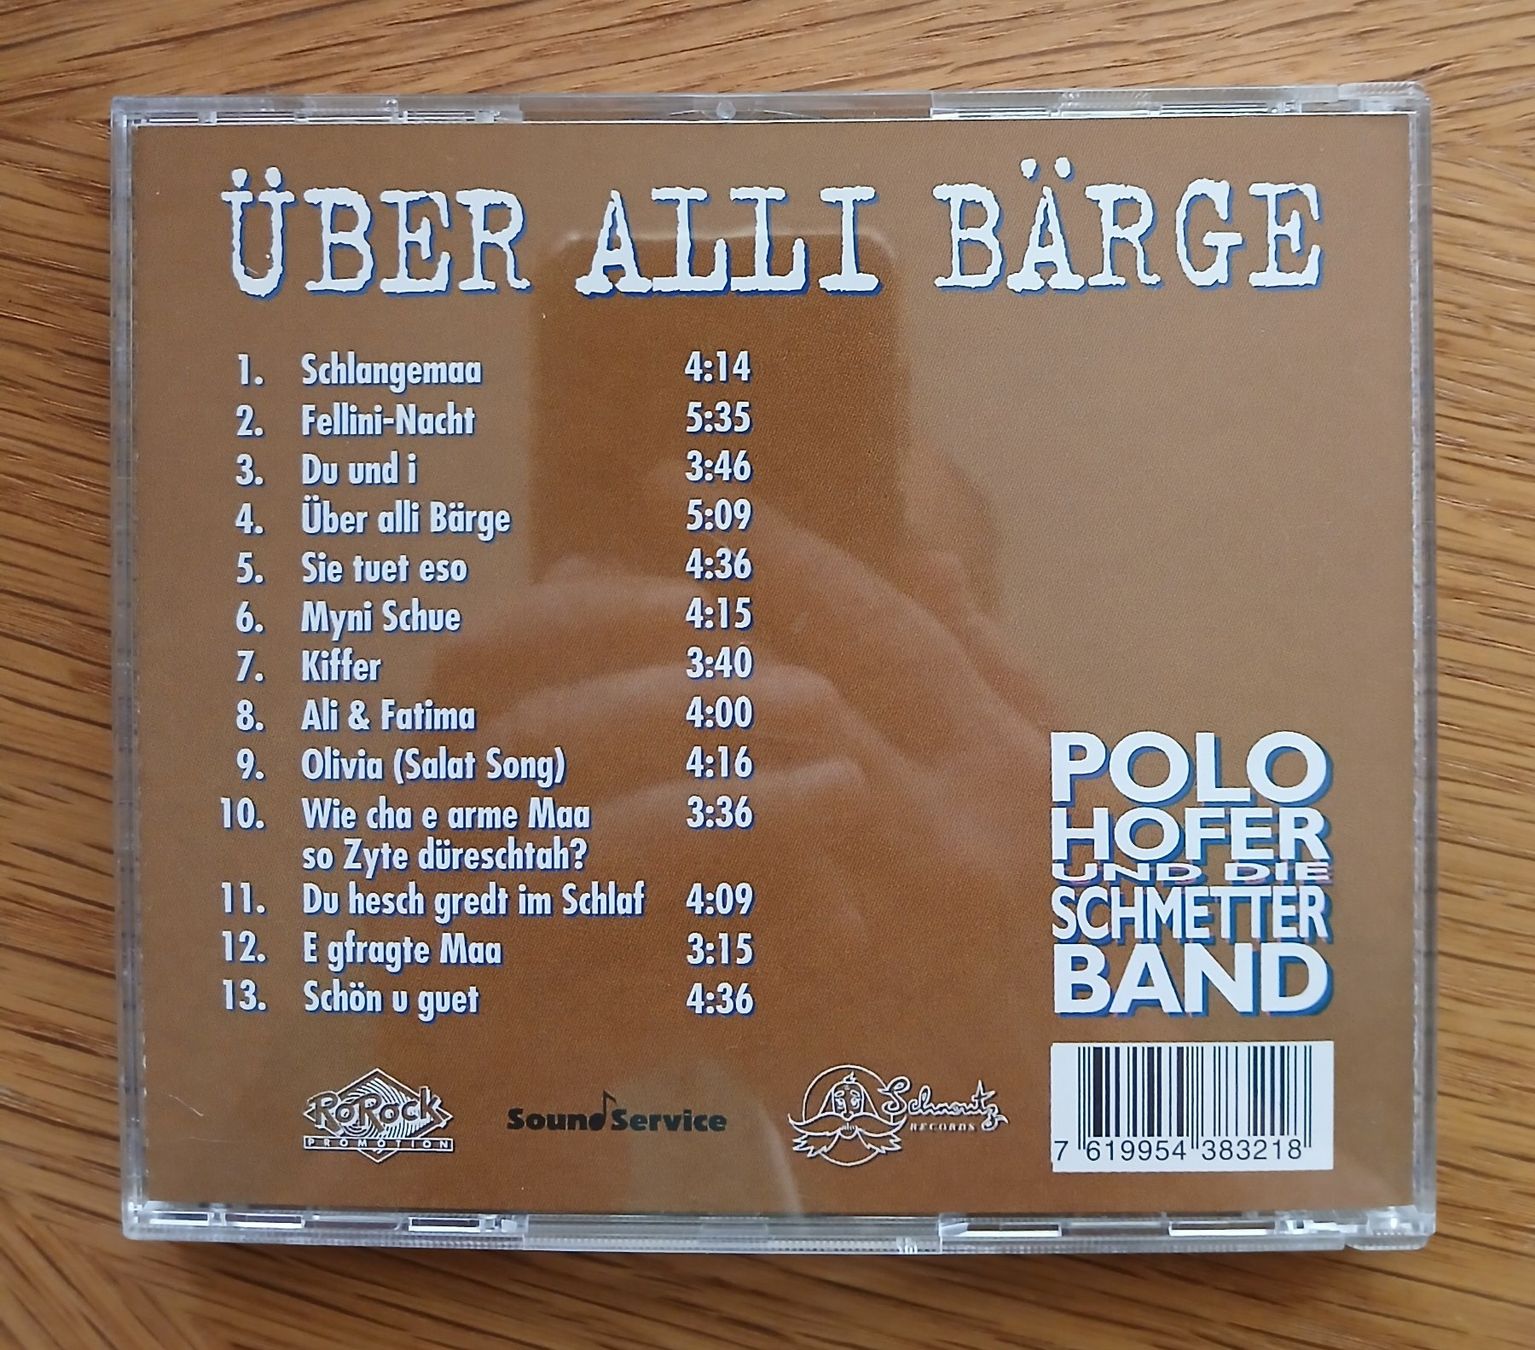 ÜBER ALLI BÄRGE
1. Schlangemaa 4:14
2. Fellini-Nacht 5:35
3. Du und i 3:46
4. Über alli Bärge 5:09
5. Sie tuet eso 4:36
6. Myni Schue 4:15
7. Kiffer 3:40
8. Ali & Fatima 4:00
9. Olivia (Salat Song) 4:16
10. Wie cha e arme Maa 3:36
so Zyte düreschtah?
11. Du hesch gredt im Schlaf 4:09
12. E gfragte Maa 3:15
13. Schön u guet 4:36
POLO
HOFER
UND DIE
SCHMETTER
BAND
RoRock
PROMOTION
SoundService
Schnoutz
RECORDS
7 619954 383218